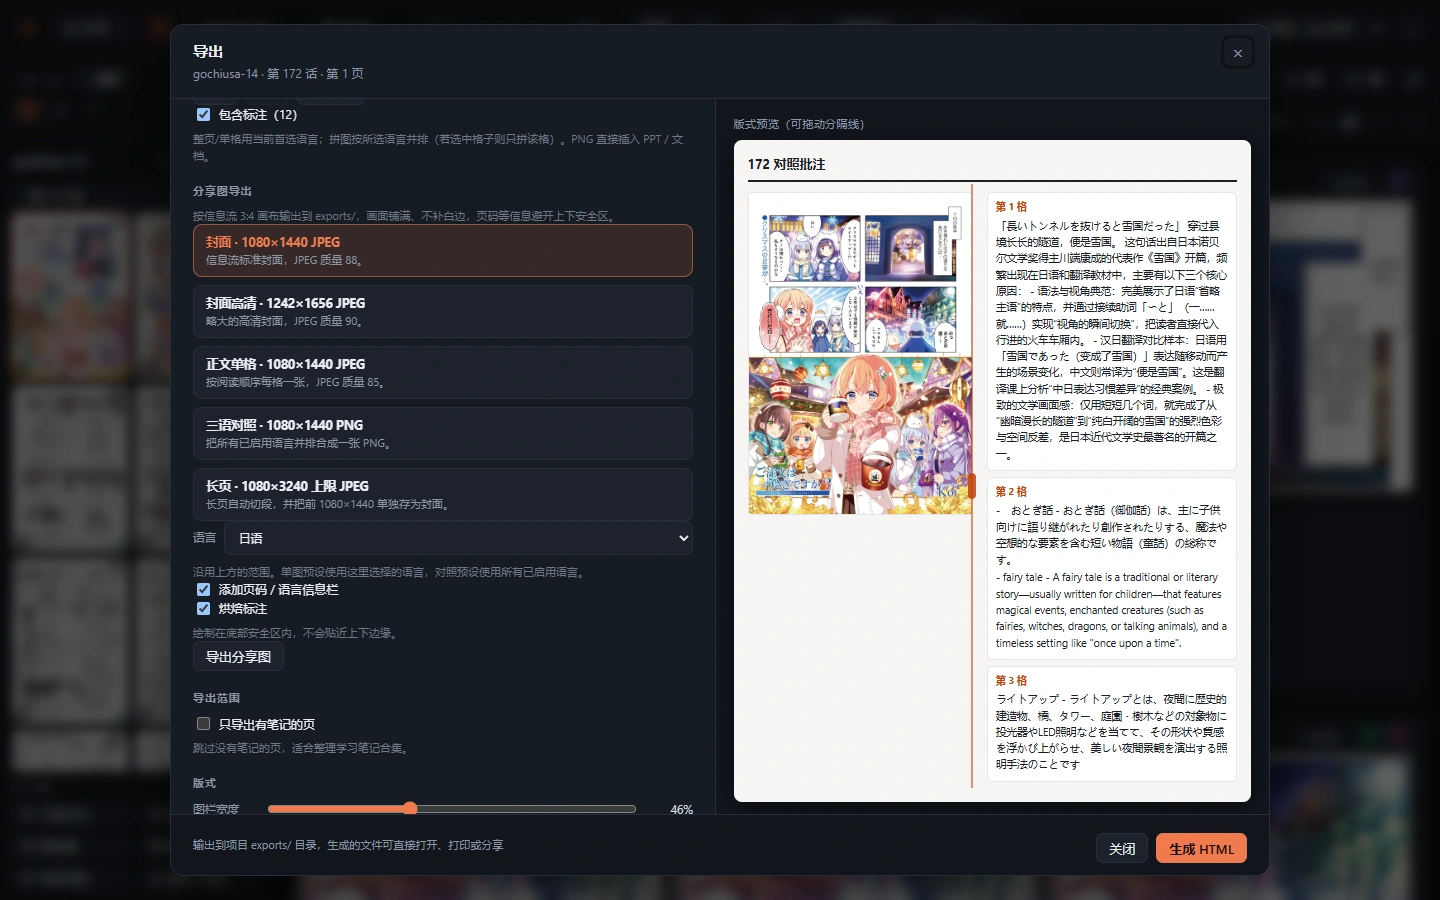 导出
gochiusa-14 · 第 172 话 · 第 1 页
×
包含标注（12）
整页/单格用当前首选语言；拼图按所选语言并排（若选中格子则只拼该格）。PNG 直接插入 PPT / 文
档。
分享图导出
按信息流 3:4 画布输出到 exports/，画面铺满、不补白边，页码等信息避开上下安全区。
封面 · 1080×1440 JPEG
信息流标准封面，JPEG 质量 88。
封面高清 · 1242×1656 JPEG
略大的高清封面，JPEG 质量 90。
正文单格 · 1080×1440 JPEG
按阅读顺序每格一张，JPEG 质量 85。
三语对照 · 1080×1440 PNG
把所有已启用语言并排合成一张 PNG。
长页 · 1080×3240 上限 JPEG
长页自动切段，并把前 1080×1440 单独存为封面。
语言 日语
沿用上方的范围。单图预设使用这里选择的语言，对照预设使用所有已启用语言。
添加页码 / 语言信息栏
烘焙标注
绘制在底部安全区内，不会贴近上下边缘。
导出分享图
导出范围
只导出有笔记的页
跳过没有笔记的页，适合整理学习笔记合集。
版式
图栏宽度 46%
版式预览（可拖动分隔线）
172 对照批注
ご注文は
Koi
第 1 格
「長いトンネルを抜けると雪国だった」 穿过县
境长长的隧道，便是雪国。 这句话出自日本诺贝
尔文学奖得主川端康成的代表作《雪国》开篇，频
繁出现在日语和翻译教材中，主要有以下三个核心
原因： - 语法与视角典范：完美展示了日语“省略
主语”的特点，并通过接续助词「～と」（一……
就……）实现“视角的瞬间切换”，把读者直接代入
行进的火车车厢内。 - 汉日翻译对比样本：日语用
「雪国であった（变成了雪国）」表达随移动而产
生的场景变化，中文则常译为“便是雪国”。这是翻
译课上分析“中日表达习惯差异”的经典案例。 - 极
致的文学画面感：仅用短短几个词，就完成了从
“幽暗漫长的隧道”到“纯白开阔的雪国”的强烈色彩
与空间反差，是日本近代文学史最著名的开篇之
一。
第 2 格
-　おとぎ話 - おとぎ話（御伽話）は、主に子供
向けに語り継がれたり創作されたりする、魔法や
空想的な要素を含む短い物語（童話）の総称で
す。
- fairy tale - A fairy tale is a traditional or literary
story—usually written for children—that features
magical events, enchanted creatures (such as
fairies, witches, dragons, or talking animals), and a
timeless setting like "once upon a time".
第 3 格
ライトアップ - ライトアップとは、夜間に歴史的
建造物、橋、タワー、庭園・樹木などの対象物に
投光器やLED照明などを当てて、その形状や質感
を浮かび上がらせ、美しい夜間景観を演出する照
明手法のことです
输出到项目 exports/ 目录，生成的文件可直接打开、打印或分享
关闭
生成 HTML